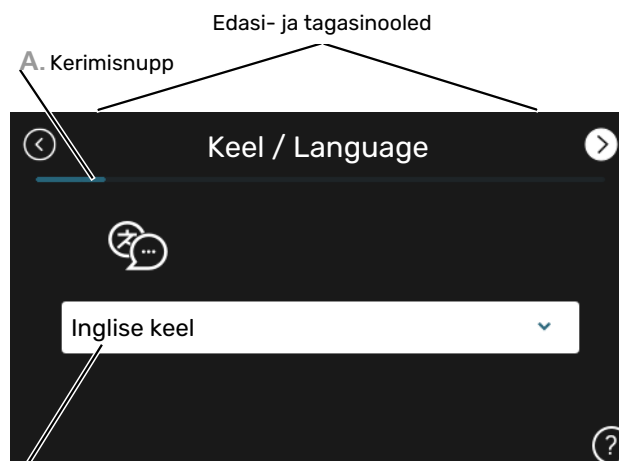 Edasi- ja tagasinooled
A. Kerimisnupp
Keel / Language
Inglise keel
?